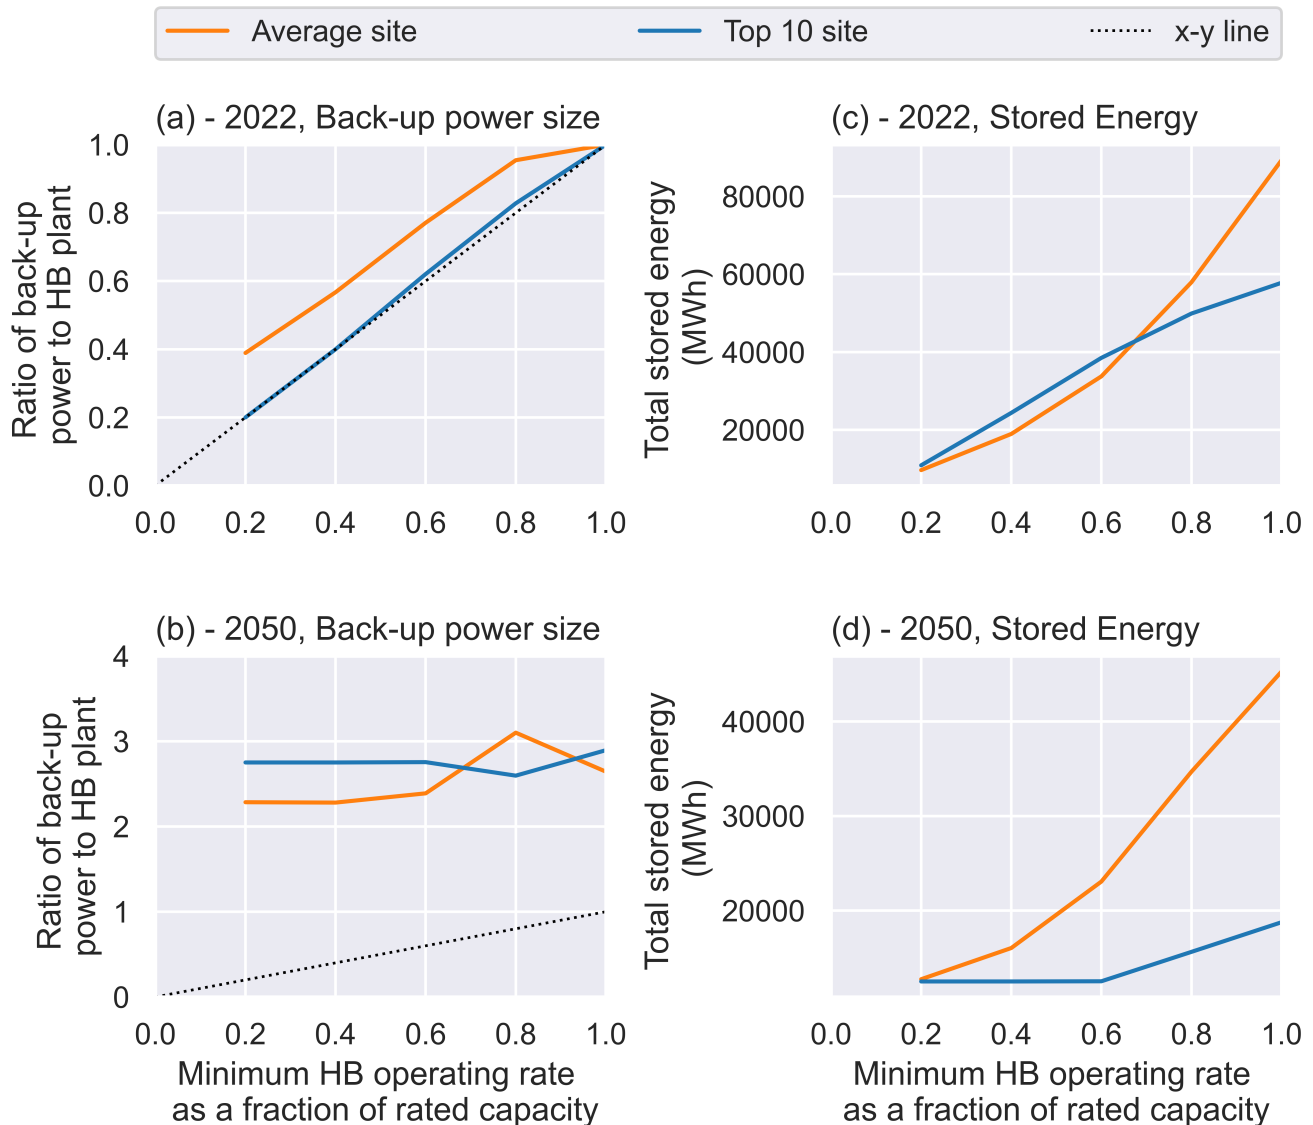 Average site
Top 10 site
x-y line
(a) - 2022, Back-up power size
Ratio of back-up
power to HB plant
1.0
0.8
0.6
0.4
0.2
0.0
0.0 0.2 0.4 0.6 0.8 1.0
(c) - 2022, Stored Energy
Total stored energy
(MWh)
80000
60000
40000
20000
0.0 0.2 0.4 0.6 0.8 1.0
(b) - 2050, Back-up power size
Ratio of back-up
power to HB plant
4
3
2
1
0
0.0 0.2 0.4 0.6 0.8 1.0
Minimum HB operating rate
as a fraction of rated capacity
(d) - 2050, Stored Energy
Total stored energy
(MWh)
40000
30000
20000
0.0 0.2 0.4 0.6 0.8 1.0
Minimum HB operating rate
as a fraction of rated capacity